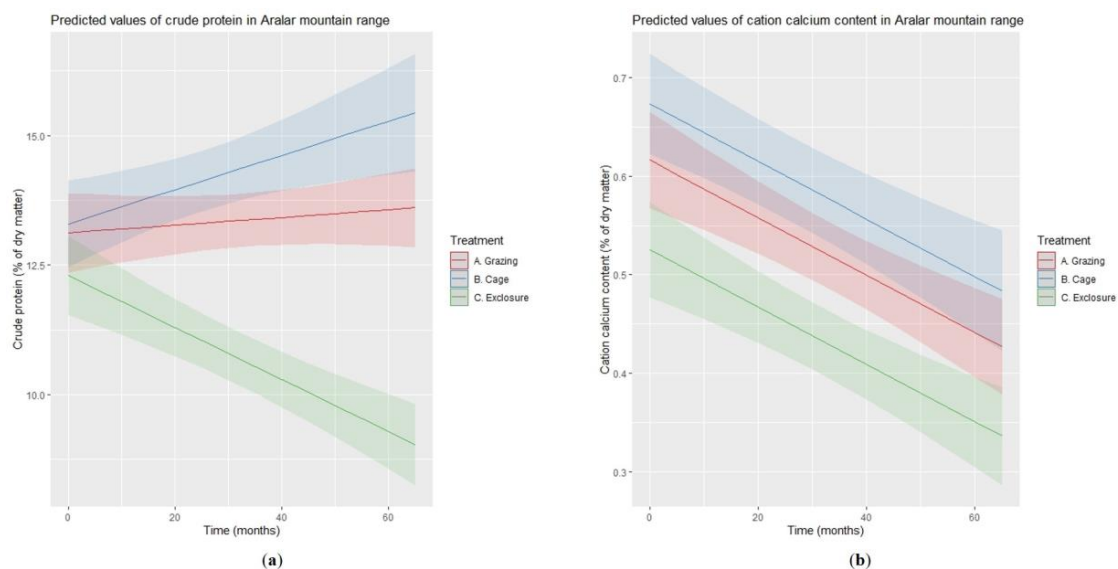 Predicted values of crude protein in Aralar mountain range
Crude protein (% of dry matter)
15.0
12.5
10.0
0
20
40
60
Time (months)
Treatment
A. Grazing
B. Cage
C. Exclosure
(a)
Predicted values of cation calcium content in Aralar mountain range
Cation calcium content (% of dry matter)
0.7
0.6
0.5
0.4
0.3
0
20
40
60
Time (months)
Treatment
A. Grazing
B. Cage
C. Exclosure
(b)